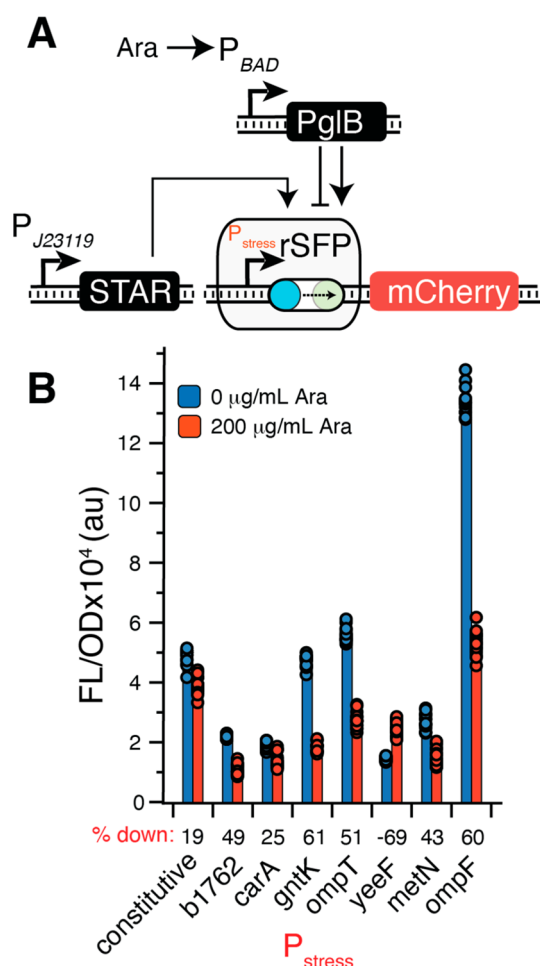 A
Ara P BAD
PglB
P J23119
P stress rSFP
STAR
mCherry
B
0 µg/mL Ara
200 µg/mL Ara
FL/ODx10⁴ (au)
14
12
10
8
6
4
2
0
% down: 19 49 25 61 51 -69 43 60
constitutive b1762 carA gntK ompT yeeF metN ompF
P stress